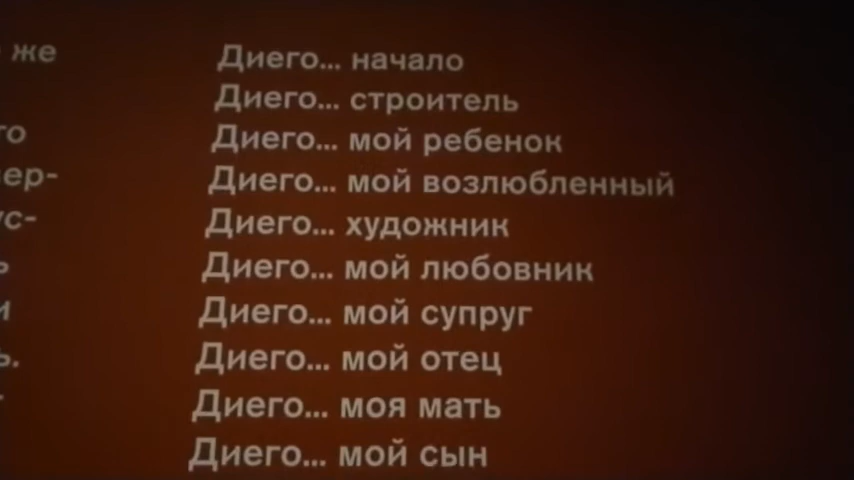 же
Диего... начало
Диего... строитель
Диего... мой ребенок
Диего... мой возлюбленный
Диего... художник
Диего... мой любовник
Диего... мой супруг
Диего... мой отец
Диего... моя мать
Диего... мой сын